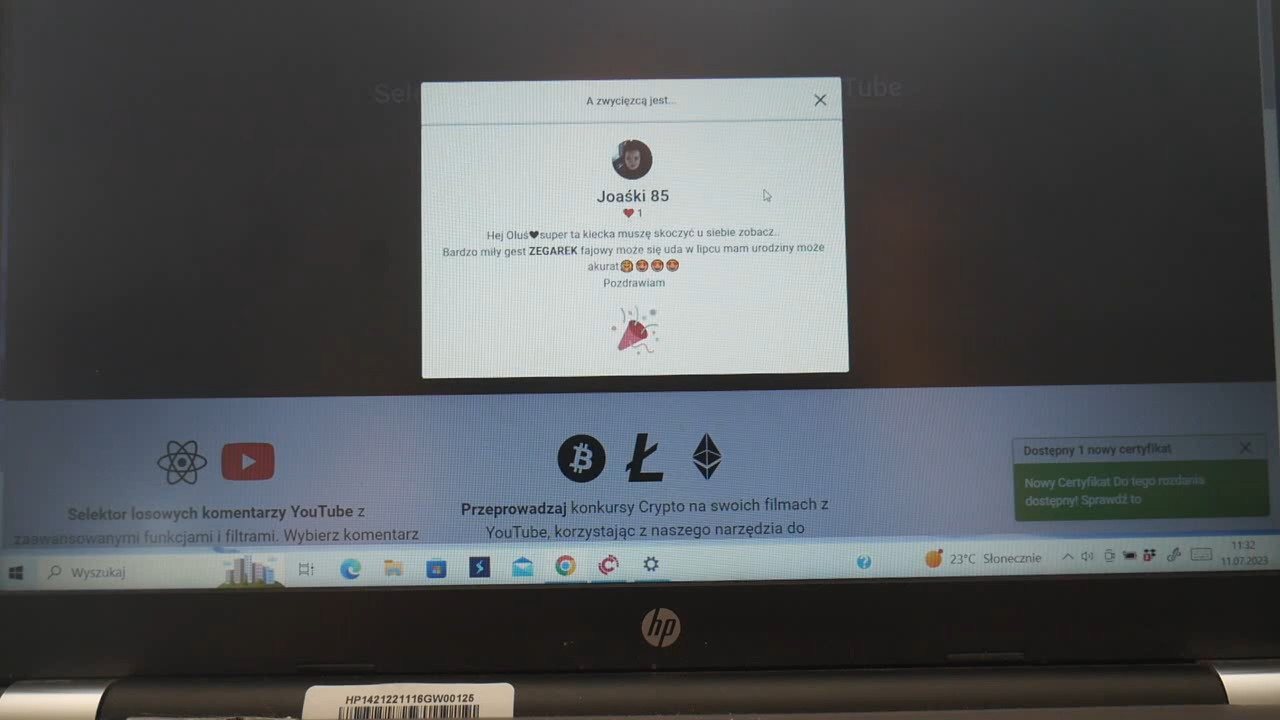 Sel
Tube
A zwycięzcą jest...
Joaśki 85
1
Hej Oluś❤super ta kiecka muszę skoczyć u siebie zobacz..
Bardzo miły gest ZEGAREK fajowy może się uda w lipcu mam urodziny może
akurat
Pozdrawiam
Selektor losowych komentarzy YouTube z
zaawansowanymi funkcjami i filtrami. Wybierz komentarz
Przeprowadzaj konkursy Crypto na swoich filmach z
YouTube, korzystając z naszego narzędzia do
Dostępny 1 nowy certyfikat
Nowy Certyfikat Do tego rozdania
dostępny! Sprawdź to
Wyszukaj
23°C Słonecznie
11:32
11.07.2023
hp
HP1421221116GW00125